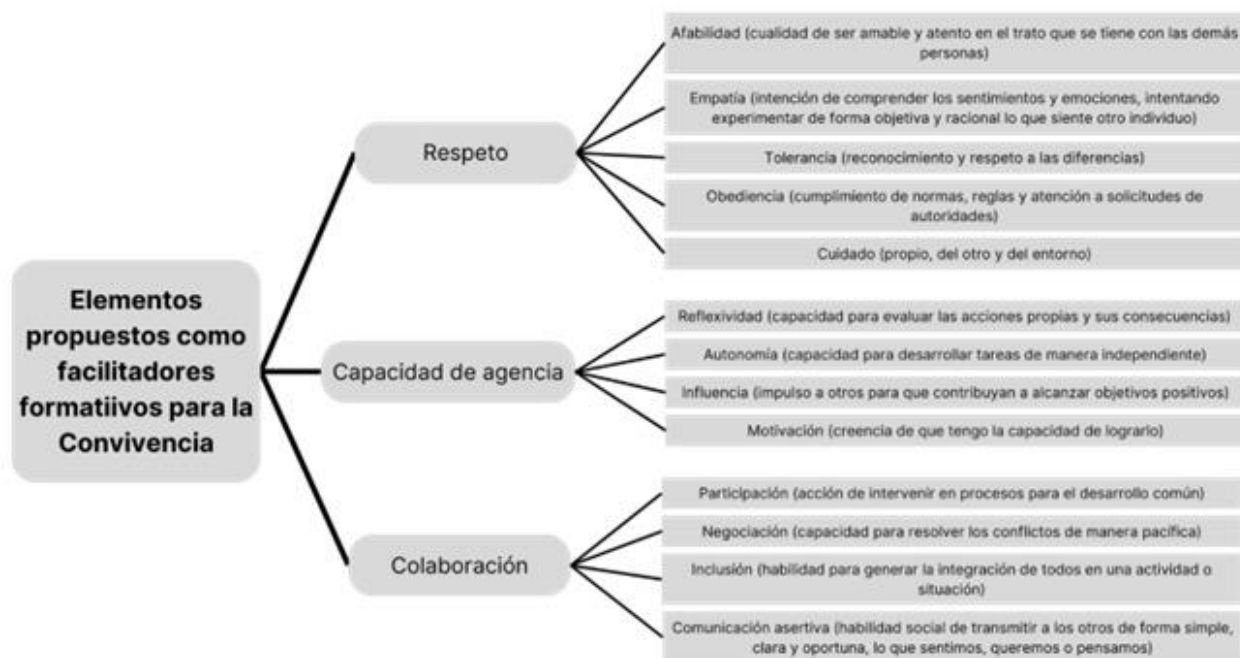 Elementos
propuestos como
facilitadores
formatiivos para la
Convivencia
Respeto
Afabilidad (cualidad de ser amable y atento en el trato que se tiene con las demás
personas)
Empatía (intención de comprender los sentimientos y emociones, intentando
experimentar de forma objetiva y racional lo que siente otro individuo)
Tolerancia (reconocimiento y respeto a las diferencias)
Obediencia (cumplimiento de normas, reglas y atención a solicitudes de
autoridades)
Cuidado (propio, del otro y del entorno)
Capacidad de agencia
Reflexividad (capacidad para evaluar las acciones propias y sus consecuencias)
Autonomía (capacidad para desarrollar tareas de manera independiente)
Influencia (impulso a otros para que contribuyan a alcanzar objetivos positivos)
Motivación (creencia de que tengo la capacidad de lograrlo)
Colaboración
Participación (acción de intervenir en procesos para el desarrollo común)
Negociación (capacidad para resolver los conflictos de manera pacífica)
Inclusión (habilidad para generar la integración de todos en una actividad o
situación)
Comunicación asertiva (habilidad social de transmitir a los otros de forma simple,
clara y oportuna, lo que sentimos, queremos o pensamos)